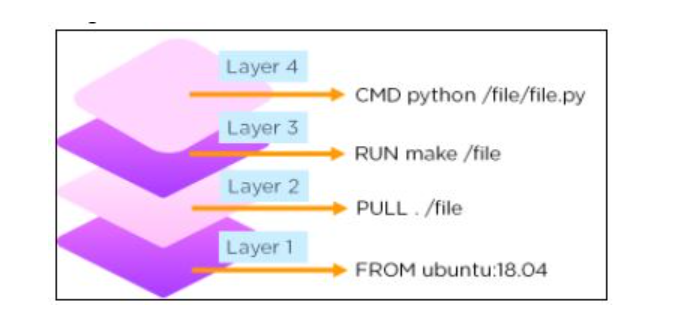 Layer 4
CMD python /file/file.py
Layer 3
RUN make /file
Layer 2
PULL . /file
Layer 1
FROM ubuntu:18.04